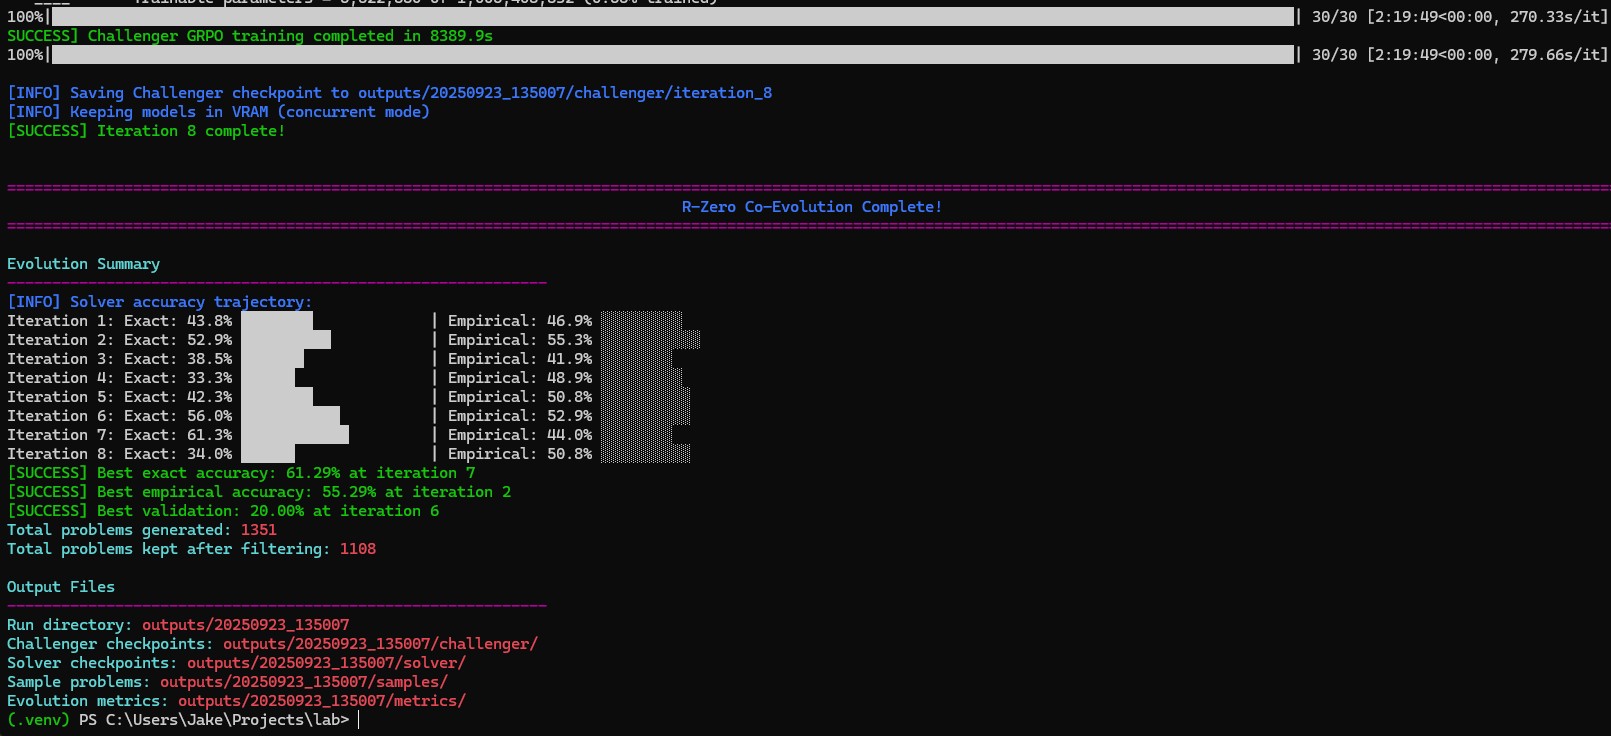 100%| | 30/30 [2:19:49<00:00, 270.33s/it]
SUCCESS] Challenger GRPO training completed in 8389.9s
100%| | 30/30 [2:19:49<00:00, 279.66s/it]
[INFO] Saving Challenger checkpoint to outputs/20250923_135007/challenger/iteration_8
[INFO] Keeping models in VRAM (concurrent mode)
[SUCCESS] Iteration 8 complete!
R-Zero Co-Evolution Complete!
Evolution Summary
[INFO] Solver accuracy trajectory:
Iteration 1: Exact: 43.8% | Empirical: 46.9%
Iteration 2: Exact: 52.9% | Empirical: 55.3%
Iteration 3: Exact: 38.5% | Empirical: 41.9%
Iteration 4: Exact: 33.3% | Empirical: 48.9%
Iteration 5: Exact: 42.3% | Empirical: 50.8%
Iteration 6: Exact: 56.0% | Empirical: 52.9%
Iteration 7: Exact: 61.3% | Empirical: 44.0%
Iteration 8: Exact: 34.0% | Empirical: 50.8%
[SUCCESS] Best exact accuracy: 61.29% at iteration 7
[SUCCESS] Best empirical accuracy: 55.29% at iteration 2
[SUCCESS] Best validation: 20.00% at iteration 6
Total problems generated: 1351
Total problems kept after filtering: 1108
Output Files
Run directory: outputs/20250923_135007
Challenger checkpoints: outputs/20250923_135007/challenger/
Solver checkpoints: outputs/20250923_135007/solver/
Sample problems: outputs/20250923_135007/samples/
Evolution metrics: outputs/20250923_135007/metrics/
(.venv) PS C:\Users\Jake\Projects\lab>